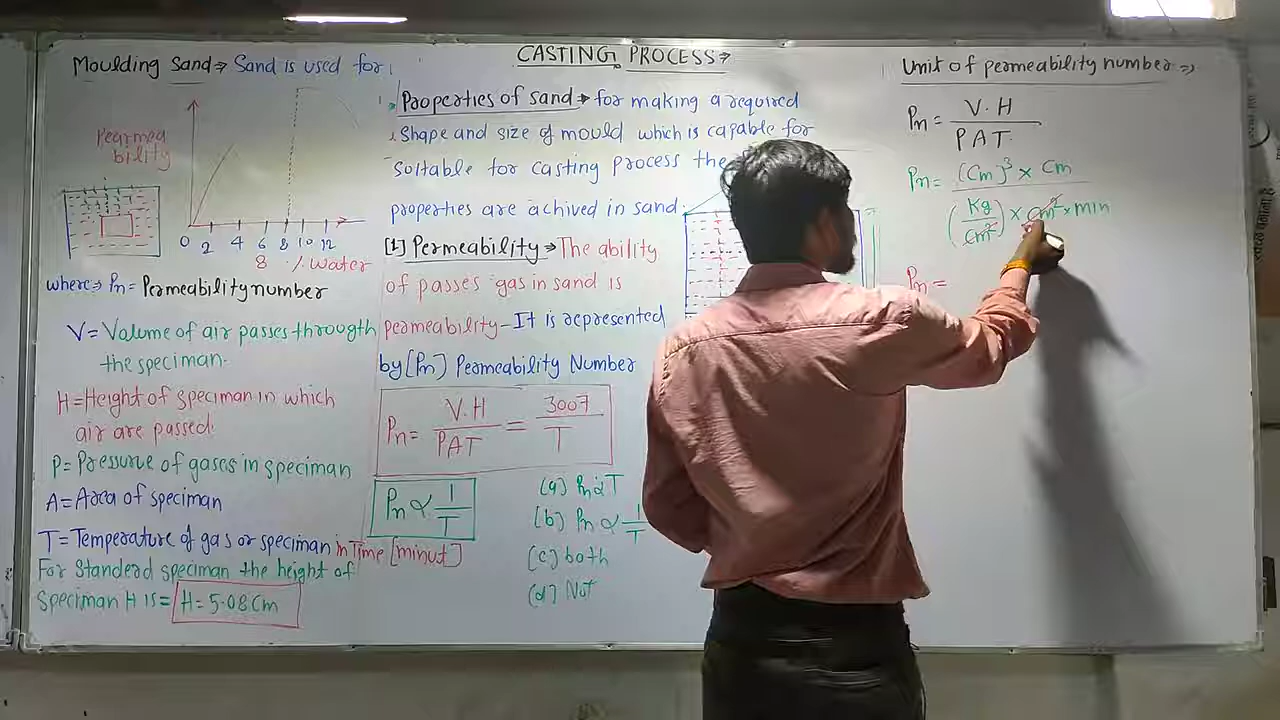 CASTING PROCESS→
Moulding Sand→ Sand is used for
Pearmea
bility
0 2 4 6 8 10 12
8 % Water
where→ Pn= Permeability number
V= Volume of air passes througth
the speciman.
H=Height of speciman in which
air are passed.
P= Pressurve of gases in speciman
A= Area of speciman
T= Temperature of gas or speciman in Time [minut]
For Standerd speciman the height of
speciman H is= H= 5.08 Cm
Properties of sand→ for making a required
Shape and size of mould which is capable for
soltable for casting process the
properties are achived in sand.
[1] Permeability→ The ability
of passes gas in sand is
permeability- It is represented
by [Pn] Permeability Number
Pn= V.H / PAT = 3007 / T
Pn ∝ 1/T
(a) Pn ∝ T
(b) Pn ∝ 1/T
(c) both
(d) Not
Unit of permeability number ⇒
Pn= V.H / PAT
Pn= (Cm)³ × Cm / (Kg/Cm²) × Cm² × min
Pn=